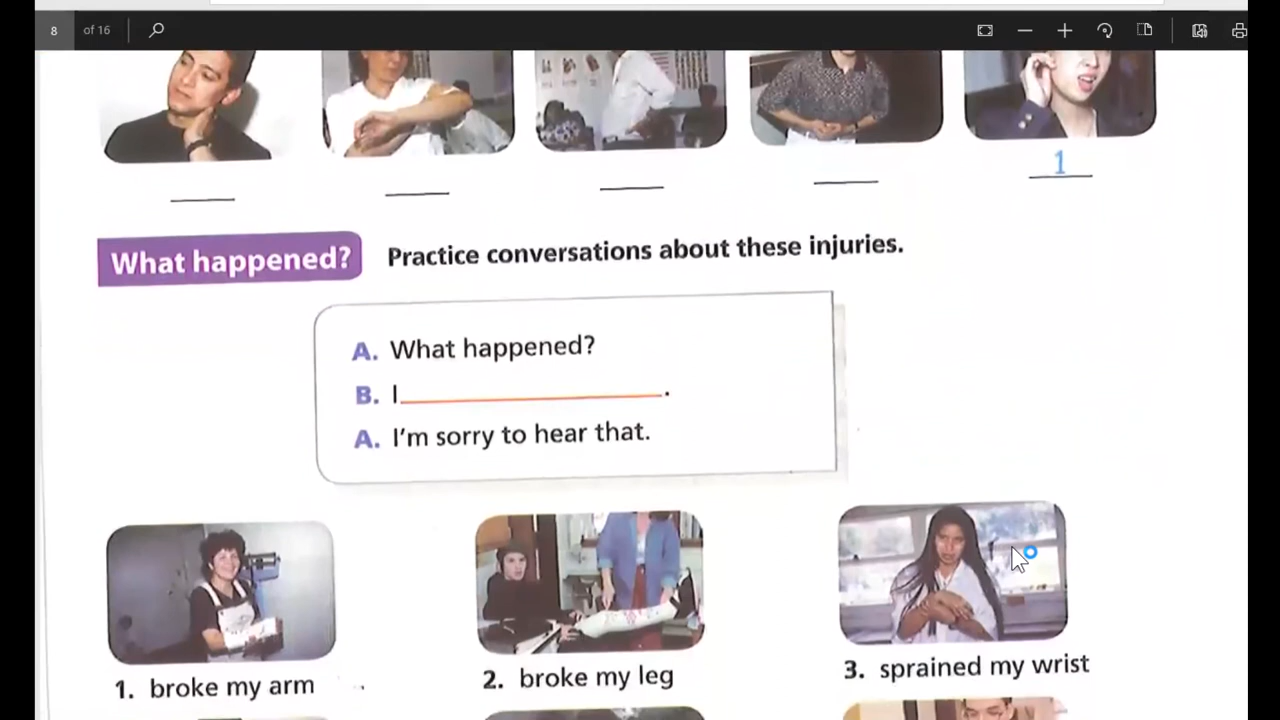 8 of 16
1
What happened? Practice conversations about these injuries.
A. What happened?
B. I____________________.
A. I'm sorry to hear that.
1. broke my arm
2. broke my leg
3. sprained my wrist